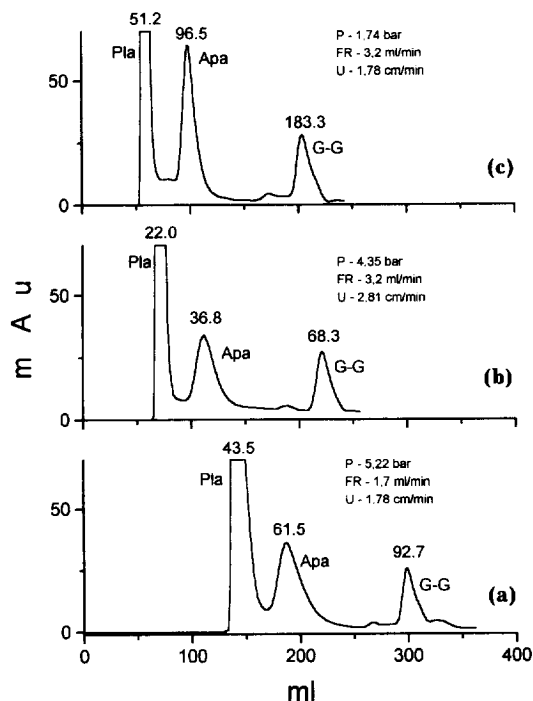 51.2
96.5
P - 1,74 bar
FR - 3,2 ml/min
U - 1,78 cm/min
Pla
Apa
50
183.3
G-G
(c)
0
22.0
P - 4,35 bar
FR - 3,2 ml/min
U - 2,81 cm/min
Pla
50
36.8
68.3
Apa
G-G
(b)
0
m A u
43.5
P - 5,22 bar
FR - 1,7 ml/min
U - 1,78 cm/min
Pla
50
61.5
92.7
Apa
G-G
(a)
0
0 100 200 300 400
ml